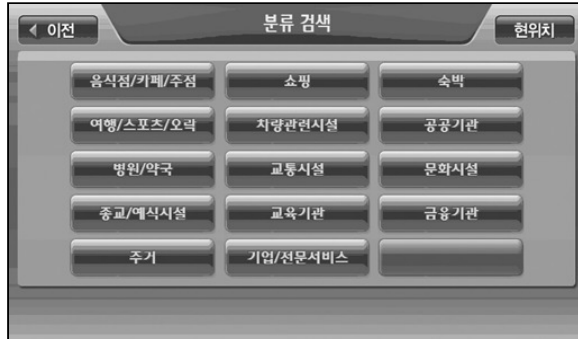 이전
분류 검색
현위치
음식점/카페/주점
쇼핑
숙박
여행/스포츠/오락
차량관련시설
공공기관
병원/약국
교통시설
문화시설
종교/예식시설
교육기관
금융기관
주거
기업/전문서비스